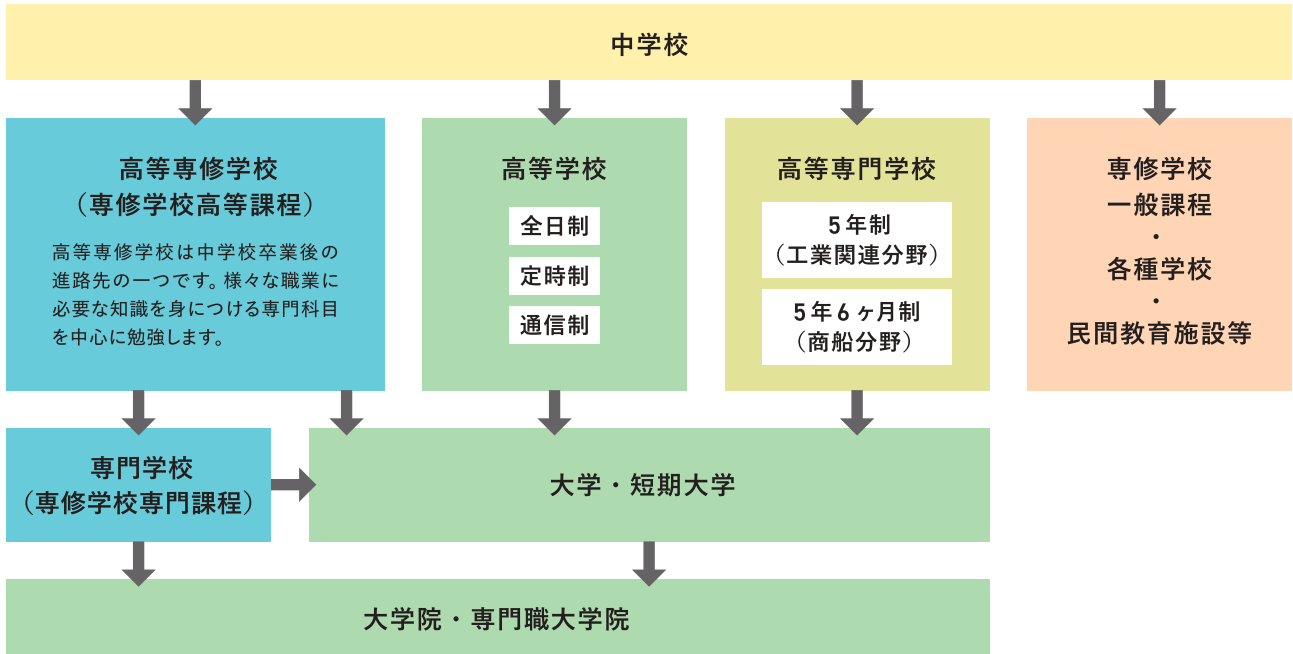 中学校
高等専修学校
（専修学校高等課程）
高等専修学校は中学校卒業後の
進路先の一つです。様々な職業に
必要な知識を身につける専門科目
を中心に勉強します。
高等学校
全日制
定時制
通信制
高等専門学校
5年制
（工業関連分野）
5年6ヶ月制
（商船分野）
専修学校
一般課程
・
各種学校
・
民間教育施設等
専門学校
（専修学校専門課程）
大学・短期大学
大学院・専門職大学院